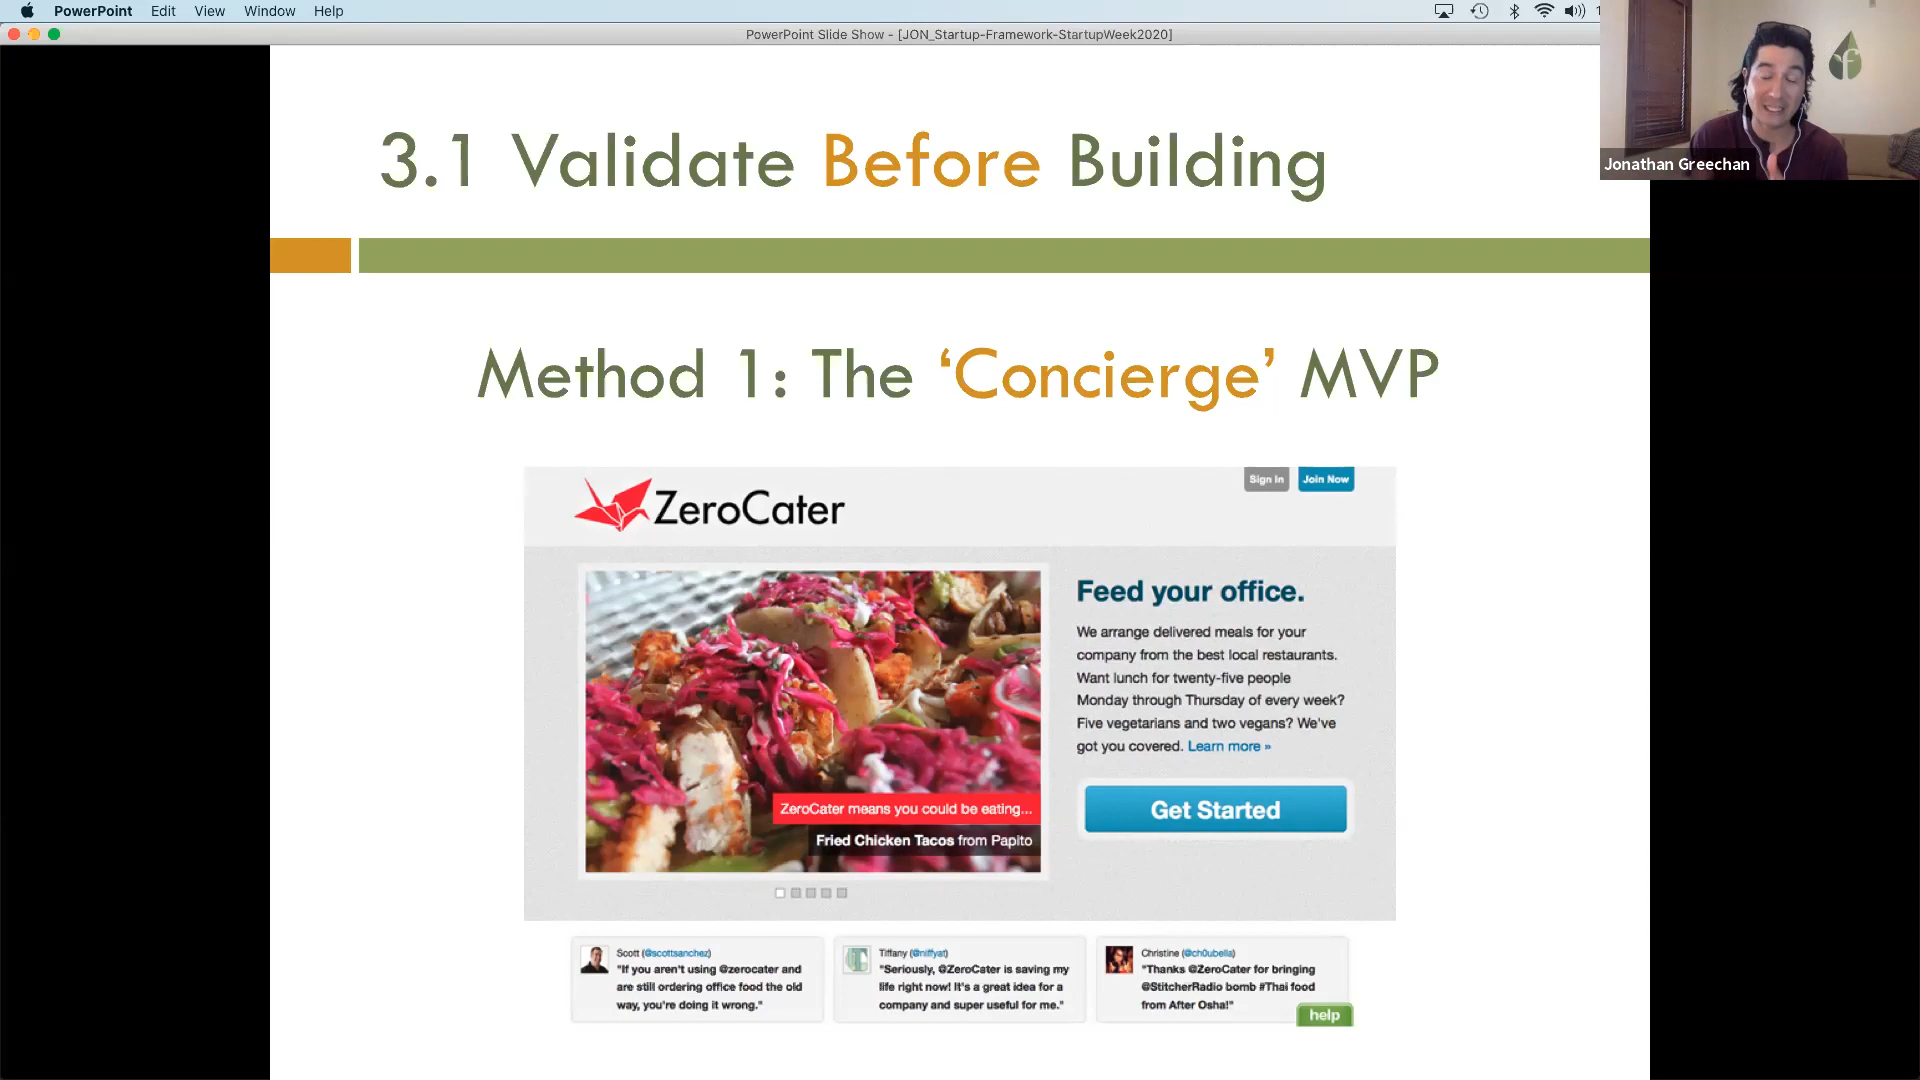 PowerPoint Edit View Window Help
PowerPoint Slide Show - [JON_Startup-Framework-StartupWeek2020]
Jonathan Greechan
3.1 Validate Before Building
Method 1: The ‘Concierge’ MVP
ZeroCater
Sign In
Join Now
Feed your office.
We arrange delivered meals for your
company from the best local restaurants.
Want lunch for twenty-five people
Monday through Thursday of every week?
Five vegetarians and two vegans? We've
got you covered. Learn more »
Get Started
ZeroCater means you could be eating...
Fried Chicken Tacos from Papito
Scott (@scottsanchez)
"If you aren't using @zerocater and
are still ordering office food the old
way, you're doing it wrong."
Tiffany (@niffyat)
"Seriously, @ZeroCater is saving my
life right now! It's a great idea for a
company and super useful for me."
Christine (@ch0ubella)
"Thanks @ZeroCater for bringing
@StitcherRadio bomb #Thai food
from After Osha!"
help